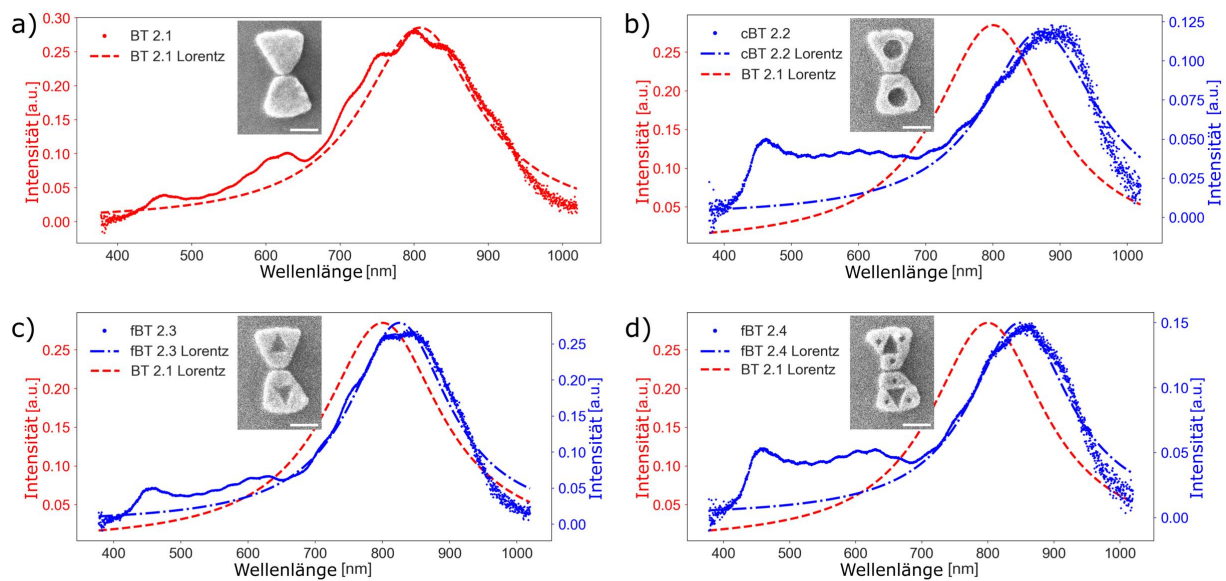 a)
BT 2.1
BT 2.1 Lorentz
Intensität [a.u.]
0.30
0.25
0.20
0.15
0.10
0.05
0.00
400 500 600 700 800 900 1000
Wellenlänge [nm]
b)
cBT 2.2
cBT 2.2 Lorentz
BT 2.1 Lorentz
Intensität [a.u.]
0.25
0.20
0.15
0.10
0.05
0.125
0.100
0.075
0.050
0.025
0.000
Intensität [a.u.]
400 500 600 700 800 900 1000
Wellenlänge [nm]
c)
fBT 2.3
fBT 2.3 Lorentz
BT 2.1 Lorentz
Intensität [a.u.]
0.25
0.20
0.15
0.10
0.05
0.25
0.20
0.15
0.10
0.05
0.00
Intensität [a.u.]
400 500 600 700 800 900 1000
Wellenlänge [nm]
d)
fBT 2.4
fBT 2.4 Lorentz
BT 2.1 Lorentz
Intensität [a.u.]
0.25
0.20
0.15
0.10
0.05
0.15
0.10
0.05
0.00
Intensität [a.u.]
400 500 600 700 800 900 1000
Wellenlänge [nm]